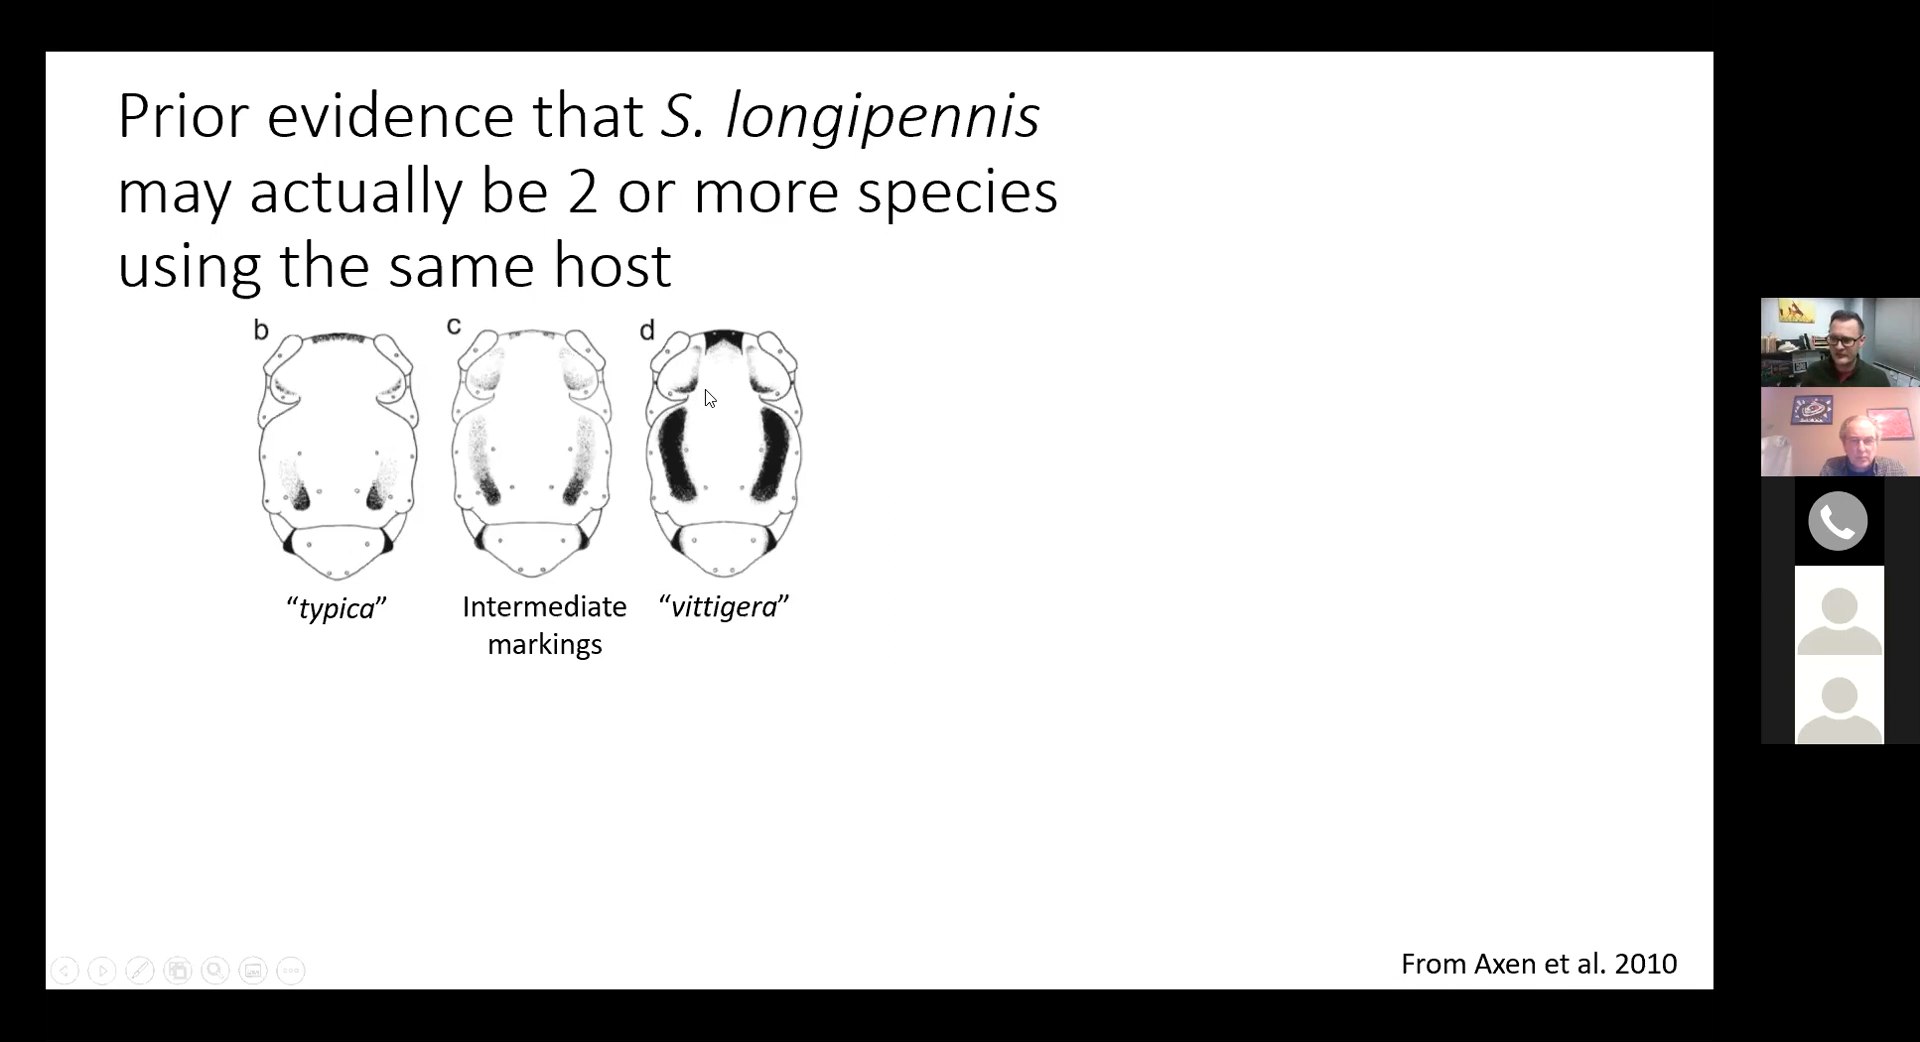 Prior evidence that S. longipennis
may actually be 2 or more species
using the same host
b
c
d
“typica”
Intermediate
markings
“vittigera”
From Axen et al. 2010